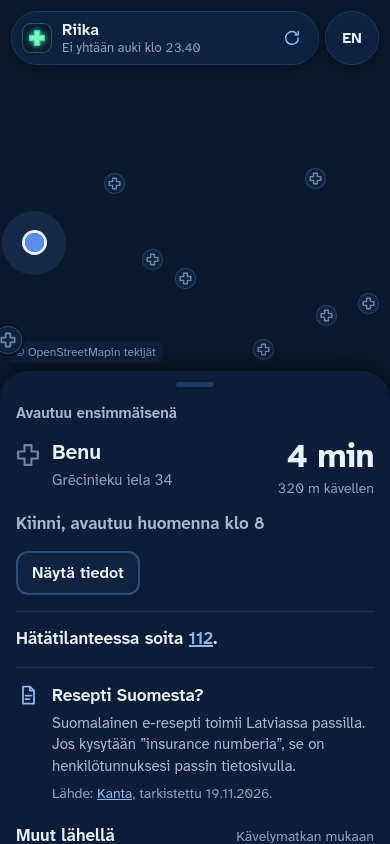 Riika
Ei yhtään auki klo 23.40
EN
© OpenStreetMapin tekijät
Avautuu ensimmäisenä
Benu
4 min
Grēcinieku iela 34
320 m kävellen
Kiinni, avautuu huomenna klo 8
Näytä tiedot
Hätätilanteessa soita 112.
Resepti Suomesta?
Suomalainen e-resepti toimii Latviassa passilla.
Jos kysytään ”insurance numberia”, se on
henkilötunnuksesi passin tietosivulla.
Lähde: Kanta, tarkistettu 19.11.2026.
Muut lähellä
Kävelymatkan mukaan